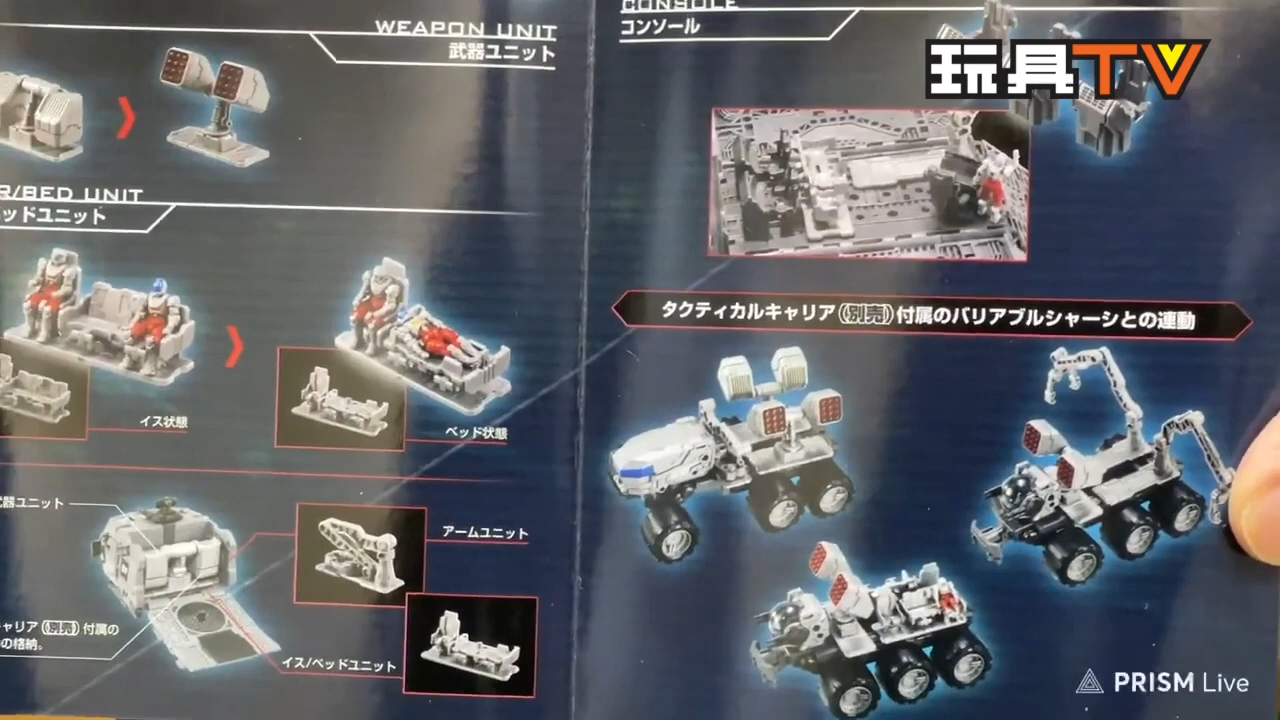 WEAPON UNIT
武器ユニット
R/BED UNIT
ッドユニット
イス状態
ベッド状態
器ユニット
アームユニット
ャリア(別売)付属の
の格納。
イス/ベッドユニット
CONSOLE
コンソール
玩具TV
タクティカルキャリア(別売)付属のバリアブルシャーシとの連動
PRISM Live